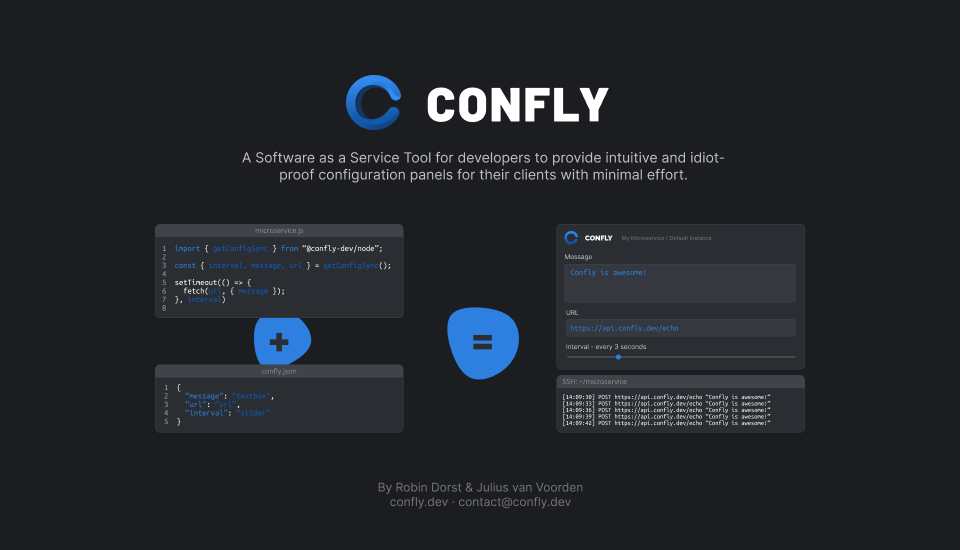 CONFLY
A Software as a Service Tool for developers to provide intuitive and idiot-
proof configuration panels for their clients with minimal effort.
microservice.js
1 import { getConfigSync } from “@confly-dev/node”;
2
3 const { interval, message, url } = getConfigSync();
4
5 setTimeout(() => {
6 fetch(url, { message });
7 }, interval)
8
+
confly.json
1 {
2 “message”: “textbox”,
3 “url”: “url”,
4 “interval”: “slider”
5 }
=
CONFLY My Microservice / Default Instance
Message
Confly is awesome!
URL
https://api.confly.dev/echo
Interval - every 3 seconds
SSH: ~/microservice
[14:09:30] POST https://api.confly.dev/echo “Confly is awesome!”
[14:09:33] POST https://api.confly.dev/echo “Confly is awesome!”
[14:09:36] POST https://api.confly.dev/echo “Confly is awesome!”
[14:09:39] POST https://api.confly.dev/echo “Confly is awesome!”
[14:09:42] POST https://api.confly.dev/echo “Confly is awesome!”
By Robin Dorst & Julius van Voorden
confly.dev · contact@confly.dev